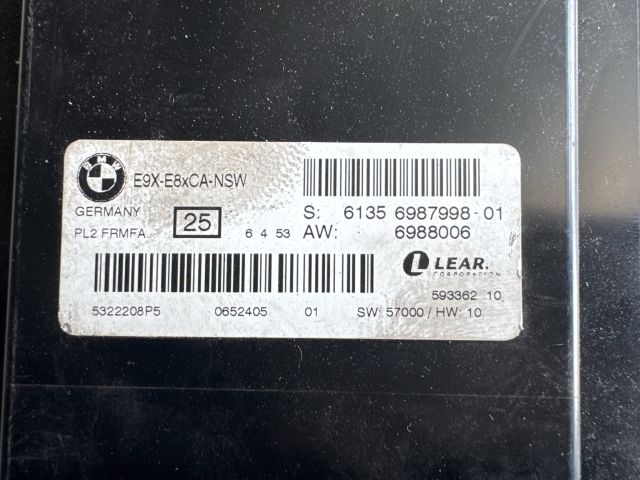 BMW
E9X-E8xCA-NSW
GERMANY
25
S: 6135 6987998-01
PL2 FRMFA
6 4 53
AW: 6988006
LEAR.
CORPORATION
593362 10
5322208P5 0652405 01 SW: 57000 / HW: 10